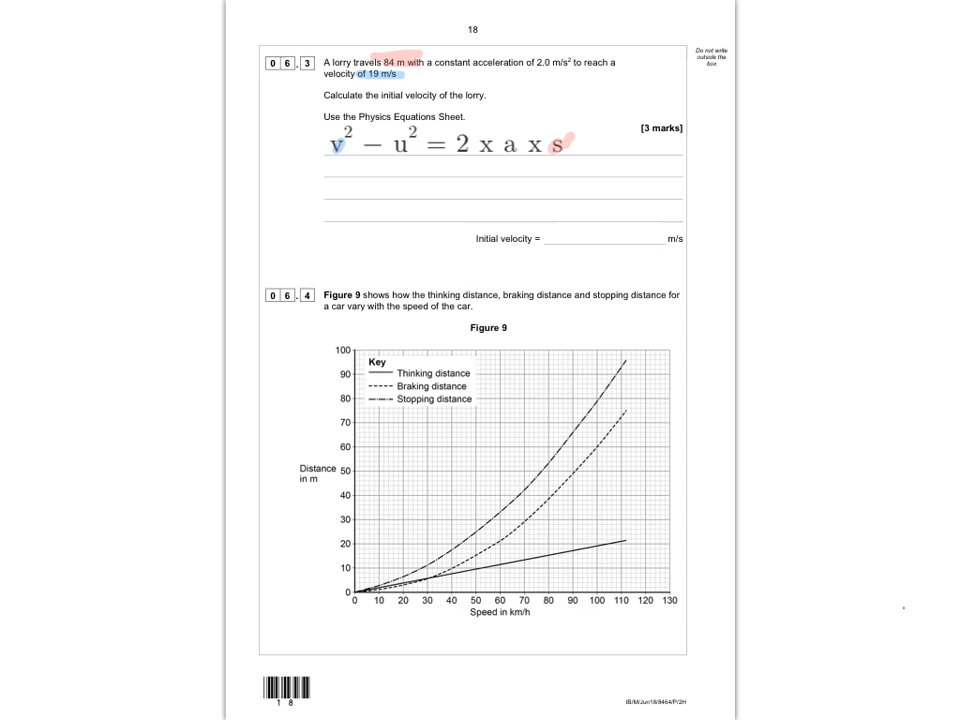 18
Do not write
outside the
box
0 6 . 3 A lorry travels 84 m with a constant acceleration of 2.0 m/s² to reach a
velocity of 19 m/s
Calculate the initial velocity of the lorry.
Use the Physics Equations Sheet.
[3 marks]
v² − u² = 2 x a x s
Initial velocity = m/s
0 6 . 4 Figure 9 shows how the thinking distance, braking distance and stopping distance for
a car vary with the speed of the car.
Figure 9
Key
Thinking distance
Braking distance
Stopping distance
100
90
80
70
60
50
40
30
20
10
0
Distance
in m
0 10 20 30 40 50 60 70 80 90 100 110 120 130
Speed in km/h
1 8
IB/M/Jun18/8464/P/2H